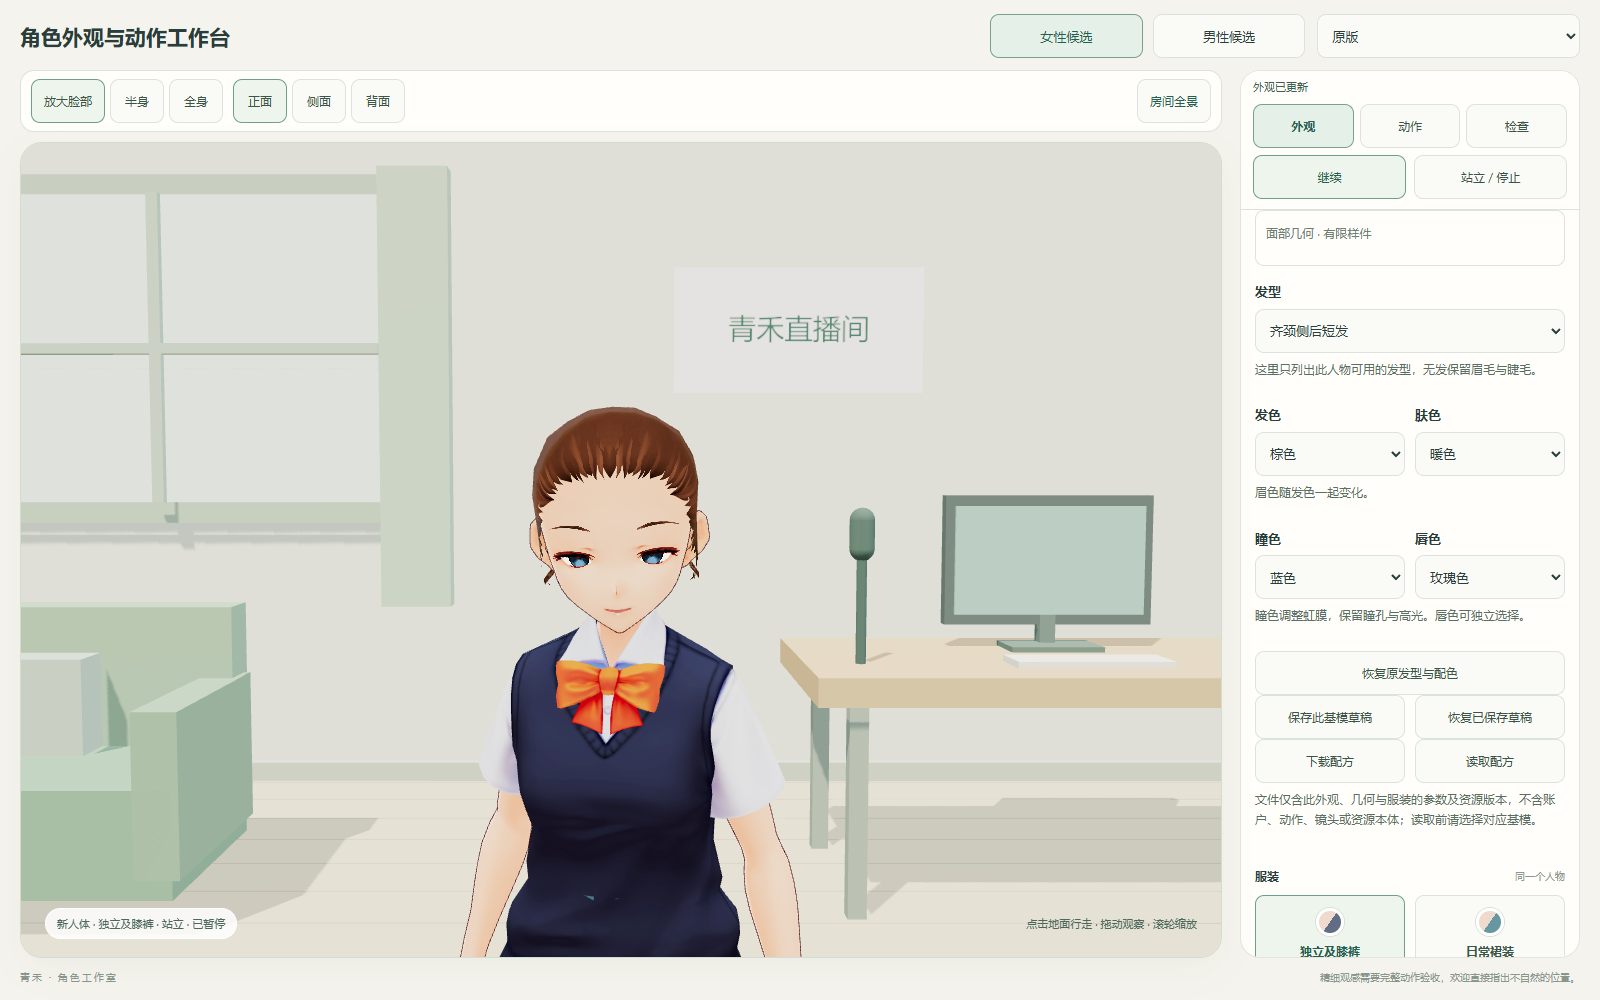 角色外观与动作工作台
女性候选
男性候选
原版
放大脸部
半身
全身
正面
侧面
背面
房间全景
外观已更新
外观
动作
检查
继续
站立 / 停止
面部几何 · 有限样件
发型
齐颈侧后短发
这里只列出此人物可用的发型，无发保留眉毛与睫毛。
发色
肤色
棕色
暖色
眉色随发色一起变化。
瞳色
唇色
蓝色
玫瑰色
瞳色调整虹膜，保留瞳孔与高光。唇色可独立选择。
恢复原发型与配色
保存此基模草稿
恢复已保存草稿
下载配方
读取配方
文件仅含此外观、几何与服装的参数及资源版本，不含账
户、动作、镜头或资源本体；读取前请选择对应基模。
服装
同一个人物
独立及膝裤
日常裙装
青禾直播间
新人体 · 独立及膝裤 · 站立 · 已暂停
点击地面行走 · 拖动观察 · 滚轮缩放
青禾 · 角色工作室
精细观感需要完整动作验收，欢迎直接指出不自然的位置。